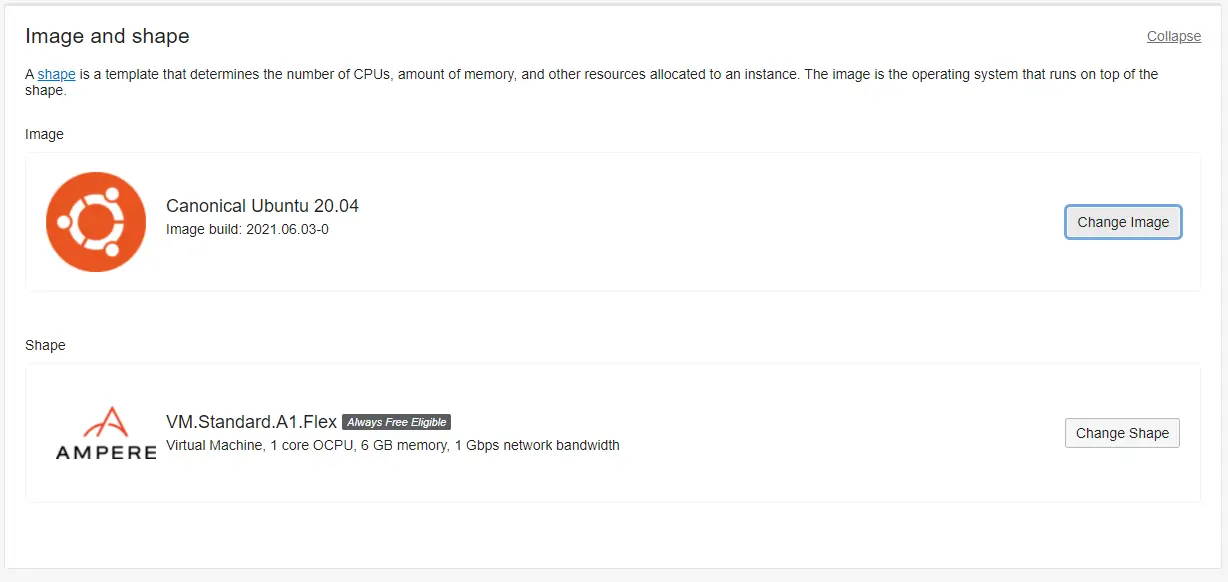 Image and shape
Collapse
A shape is a template that determines the number of CPUs, amount of memory, and other resources allocated to an instance. The image is the operating system that runs on top of the
shape.
Image
Canonical Ubuntu 20.04
Image build: 2021.06.03-0
Change Image
Shape
AMPERE
VM.Standard.A1.Flex Always Free Eligible
Virtual Machine, 1 core OCPU, 6 GB memory, 1 Gbps network bandwidth
Change Shape